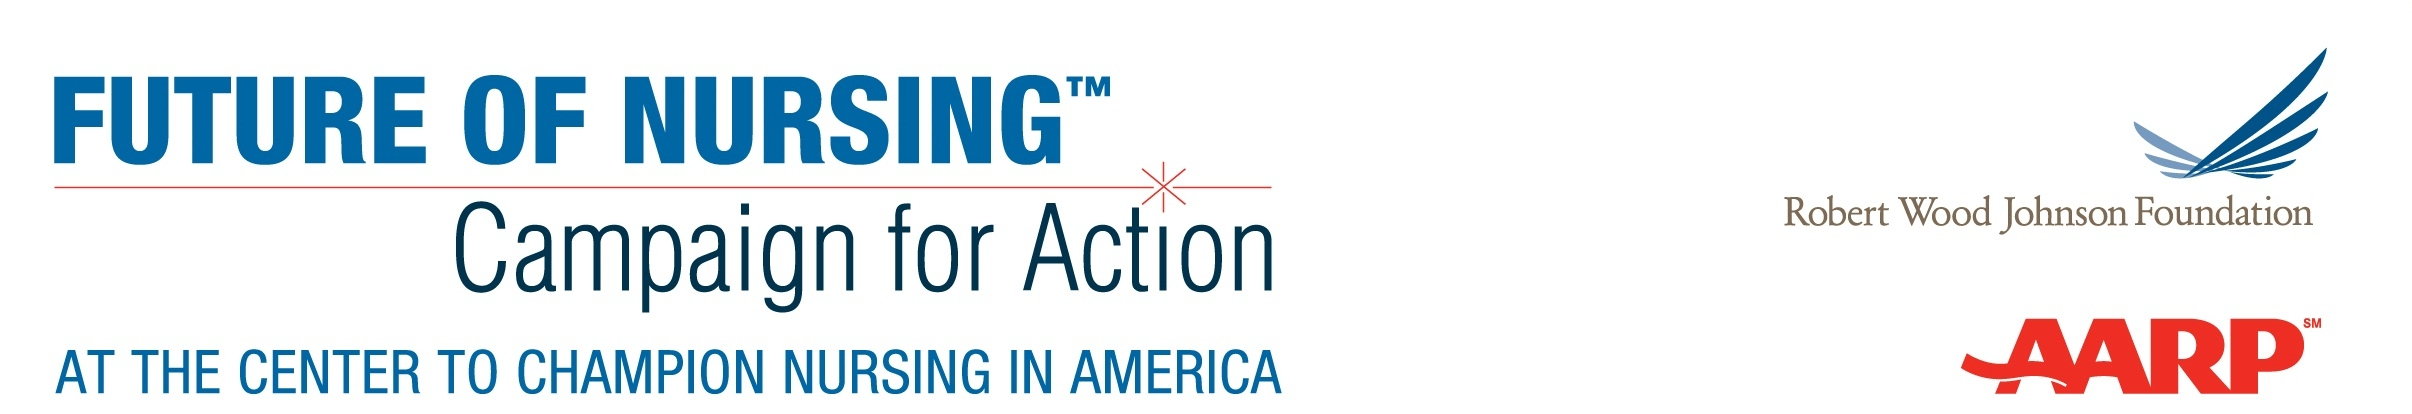 FUTURE OF NURSING™
Campaign for Action
AT THE CENTER TO CHAMPION NURSING IN AMERICA
Robert Wood Johnson Foundation
AARP℠